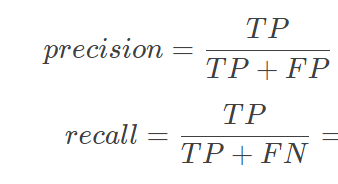 precision = TP / TP + FP
recall = TP / TP + FN =